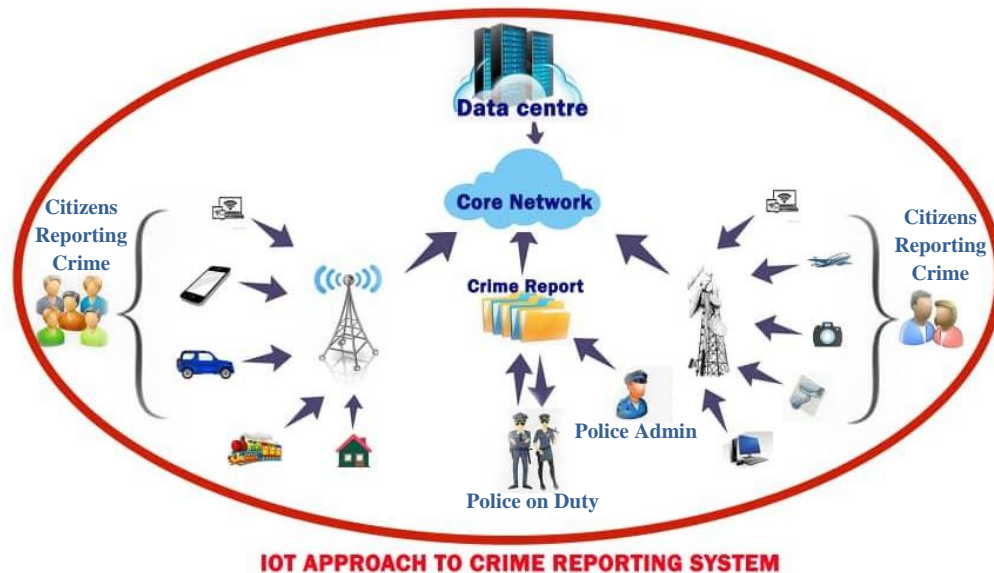 Data centre
Core Network
Citizens
Reporting
Crime
Citizens
Reporting
Crime
Crime Report
Police Admin
Police on Duty
IOT APPROACH TO CRIME REPORTING SYSTEM